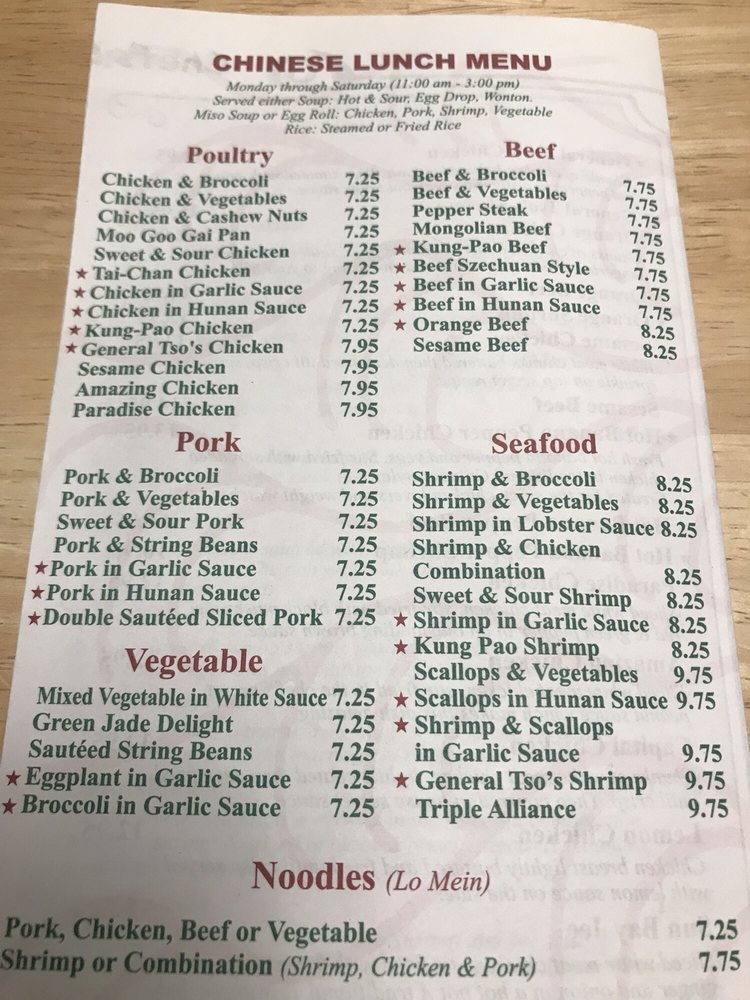 CHINESE LUNCH MENU
Monday through Saturday (11:00 am - 3:00 pm)
Served either Soup: Hot & Sour, Egg Drop, Wonton.
Miso Soup or Egg Roll: Chicken, Pork, Shrimp, Vegetable
Rice: Steamed or Fried Rice
Poultry
Chicken & Broccoli 7.25
Chicken & Vegetables 7.25
Chicken & Cashew Nuts 7.25
Moo Goo Gai Pan 7.25
Sweet & Sour Chicken 7.25
★ Tai-Chan Chicken 7.25
★ Chicken in Garlic Sauce 7.25
★ Chicken in Hunan Sauce 7.25
★ Kung-Pao Chicken 7.25
★ General Tso's Chicken 7.95
Sesame Chicken 7.95
Amazing Chicken 7.95
Paradise Chicken 7.95
Beef
Beef & Broccoli 7.75
Beef & Vegetables 7.75
Pepper Steak 7.75
Mongolian Beef 7.75
★ Kung-Pao Beef 7.75
★ Beef Szechuan Style 7.75
★ Beef in Garlic Sauce 7.75
★ Beef in Hunan Sauce 7.75
★ Orange Beef 8.25
Sesame Beef 8.25
Pork
Pork & Broccoli 7.25
Pork & Vegetables 7.25
Sweet & Sour Pork 7.25
Pork & String Beans 7.25
★ Pork in Garlic Sauce 7.25
★ Pork in Hunan Sauce 7.25
★ Double Sautéed Sliced Pork 7.25
Vegetable
Mixed Vegetable in White Sauce 7.25
Green Jade Delight 7.25
Sautéed String Beans 7.25
★ Eggplant in Garlic Sauce 7.25
★ Broccoli in Garlic Sauce 7.25
Seafood
Shrimp & Broccoli 8.25
Shrimp & Vegetables 8.25
Shrimp in Lobster Sauce 8.25
Shrimp & Chicken
Combination 8.25
Sweet & Sour Shrimp 8.25
★ Shrimp in Garlic Sauce 8.25
★ Kung Pao Shrimp 8.25
Scallops & Vegetables 9.75
★ Scallops in Hunan Sauce 9.75
★ Shrimp & Scallops
in Garlic Sauce 9.75
★ General Tso's Shrimp 9.75
Triple Alliance 9.75
Noodles (Lo Mein)
Pork, Chicken, Beef or Vegetable 7.25
Shrimp or Combination (Shrimp, Chicken & Pork) 7.75